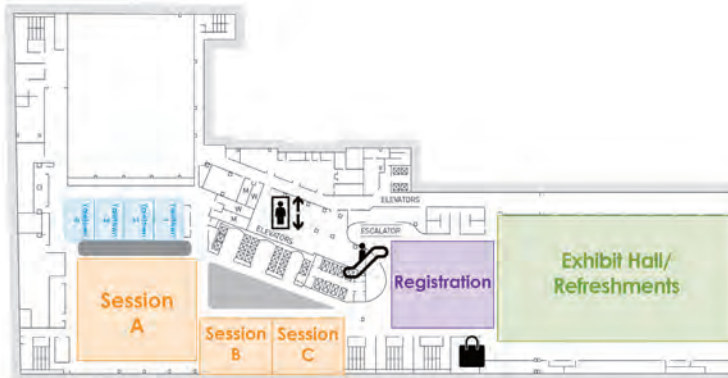 ELEVATORS
M
W
W
M
ELEVATORS
ESCALATOR
Session
A
Session
B
Session
C
Registration
Exhibit Hall/
Refreshments